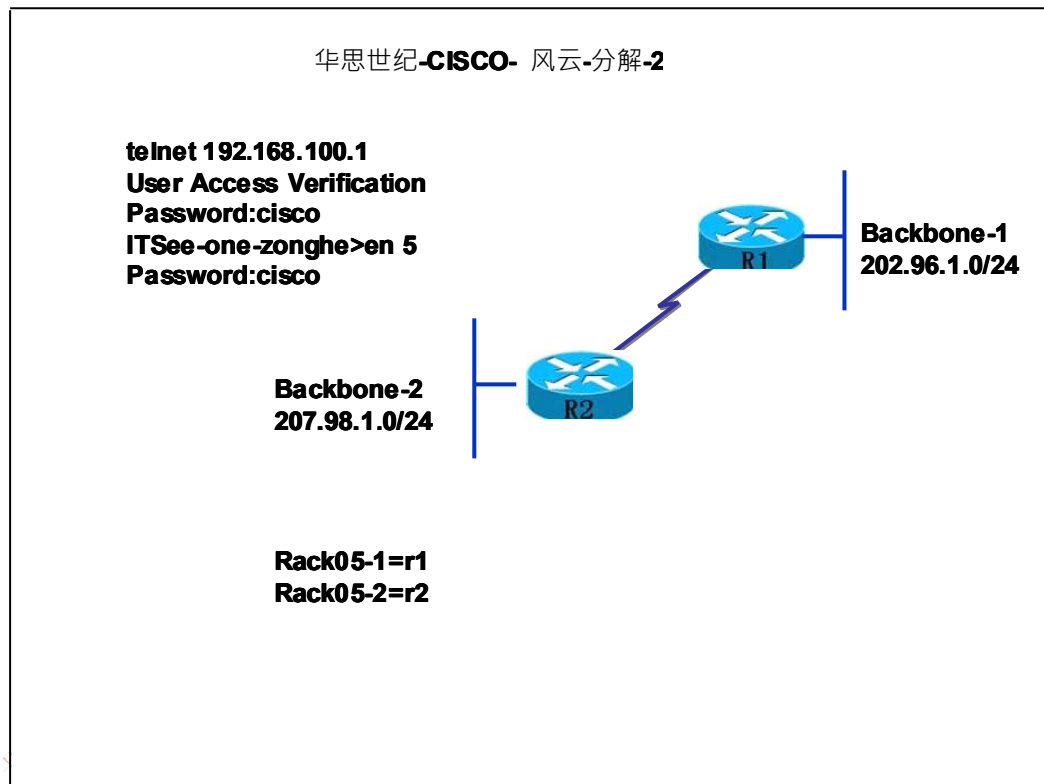 华思世纪-CISCO- 风云-分解-2
telnet 192.168.100.1
User Access Verification
Password:cisco
ITSee-one-zonghe>en 5
Password:cisco
R1
Backbone-1
202.96.1.0/24
Backbone-2
207.98.1.0/24
R2
Rack05-1=r1
Rack05-2=r2